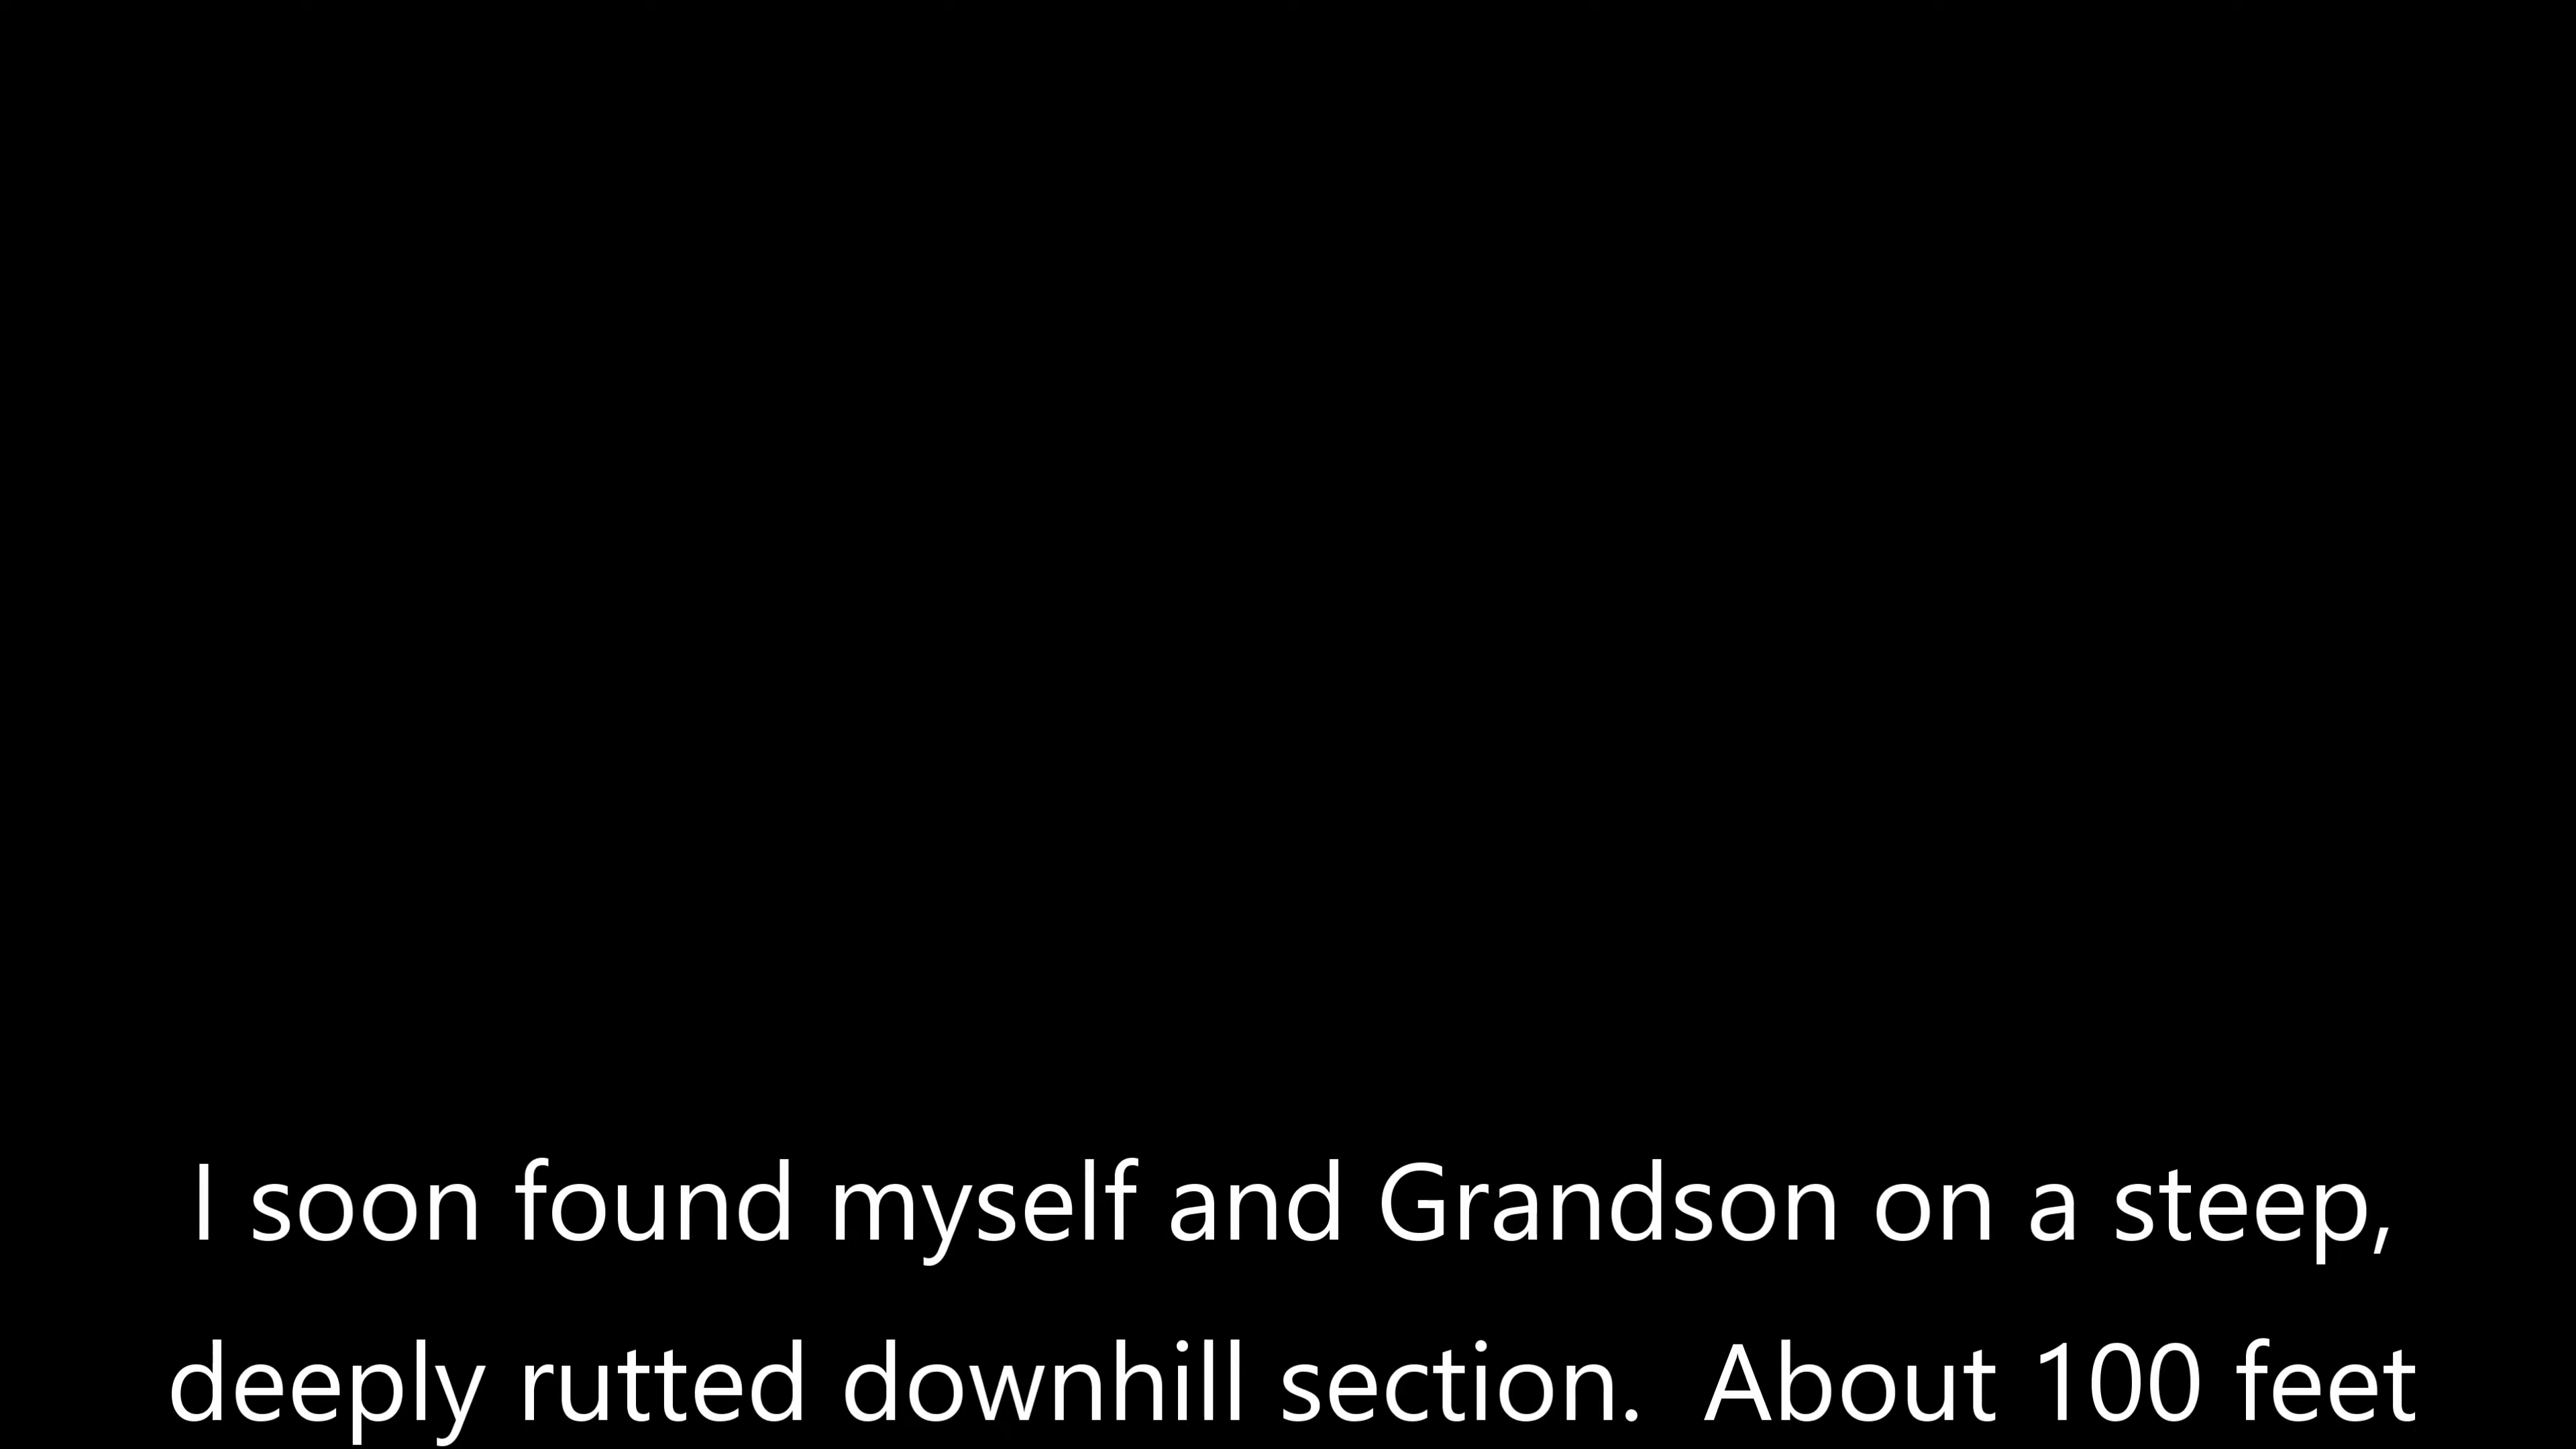 I soon found myself and Grandson on a steep,
deeply rutted downhill section.  About 100 feet